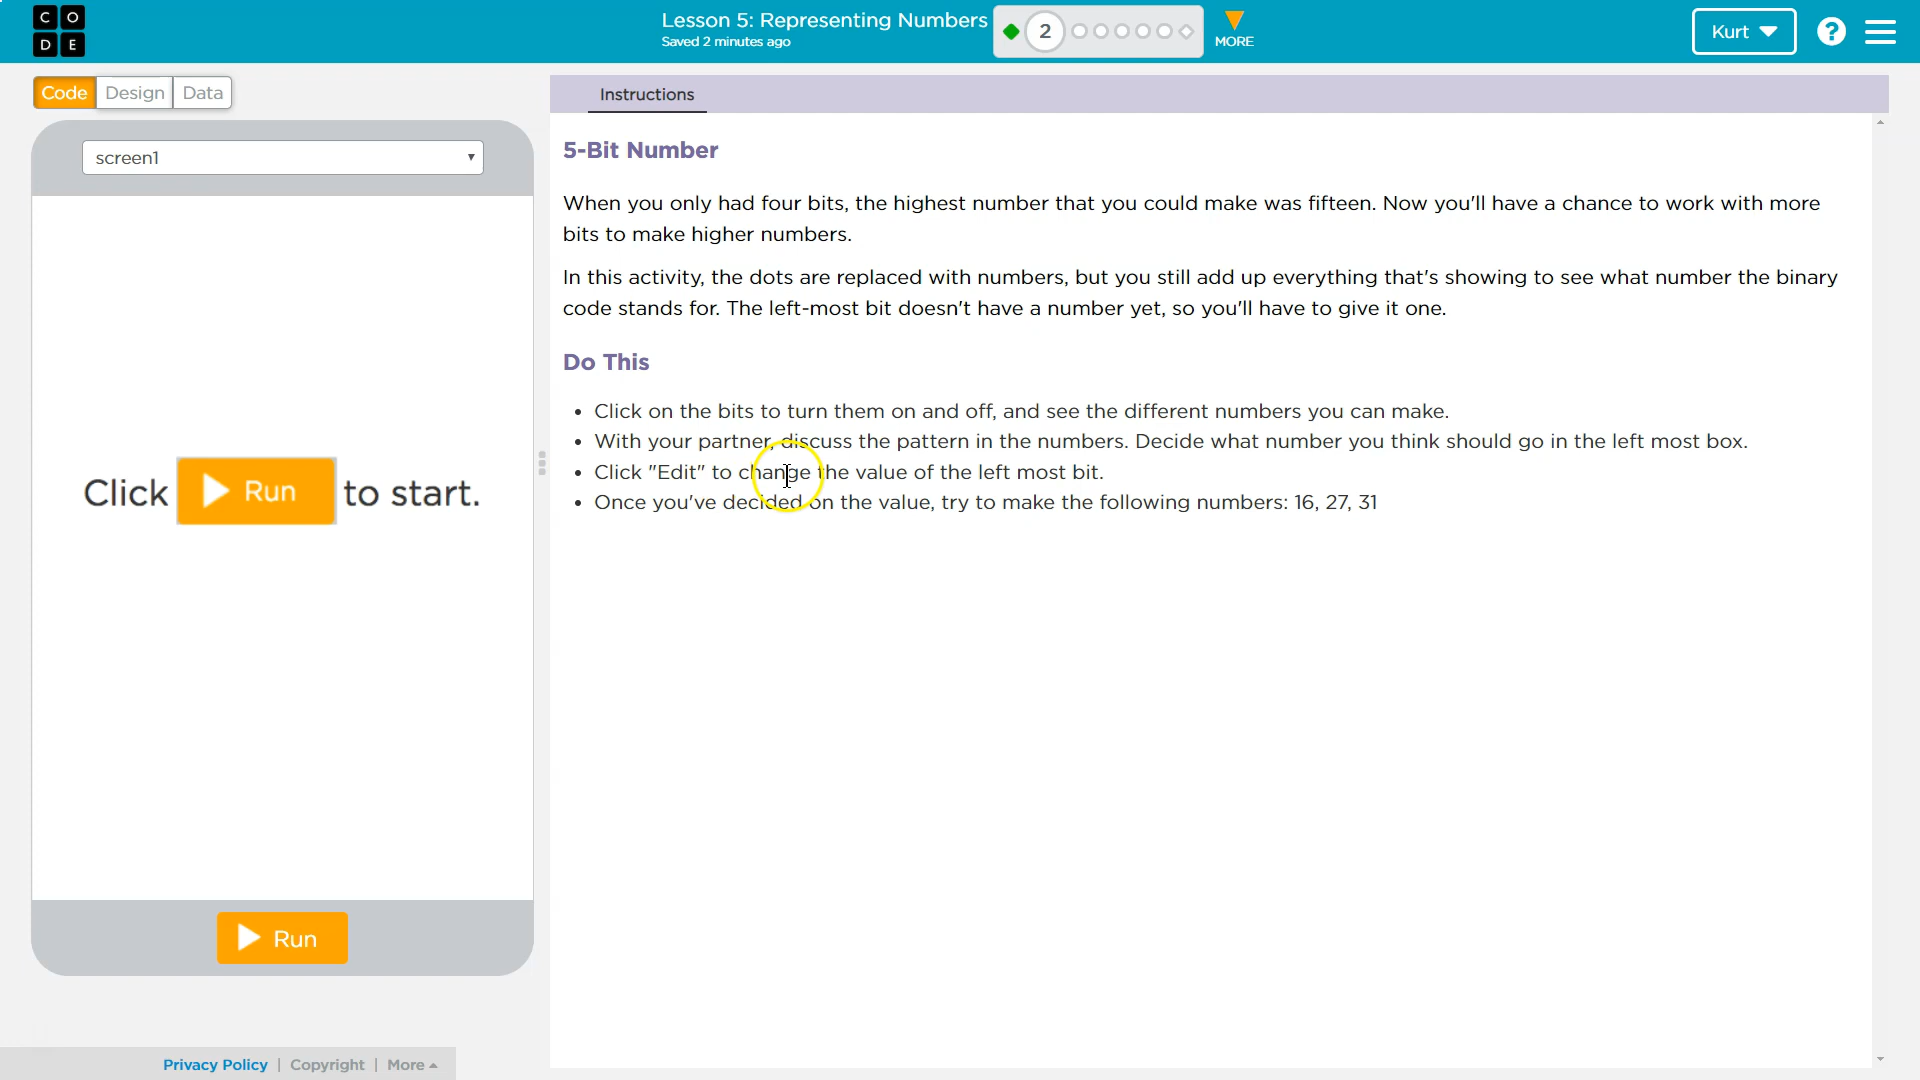 C O
D E
Lesson 5: Representing Numbers
Saved 2 minutes ago
2
MORE
Kurt
?
Code Design Data
Instructions
screen1
5-Bit Number
When you only had four bits, the highest number that you could make was fifteen. Now you'll have a chance to work with more
bits to make higher numbers.
In this activity, the dots are replaced with numbers, but you still add up everything that's showing to see what number the binary
code stands for. The left-most bit doesn't have a number yet, so you'll have to give it one.
Do This
• Click on the bits to turn them on and off, and see the different numbers you can make.
• With your partner, discuss the pattern in the numbers. Decide what number you think should go in the left most box.
• Click "Edit" to change the value of the left most bit.
• Once you've decided on the value, try to make the following numbers: 16, 27, 31
Click Run to start.
Run
Privacy Policy | Copyright | More